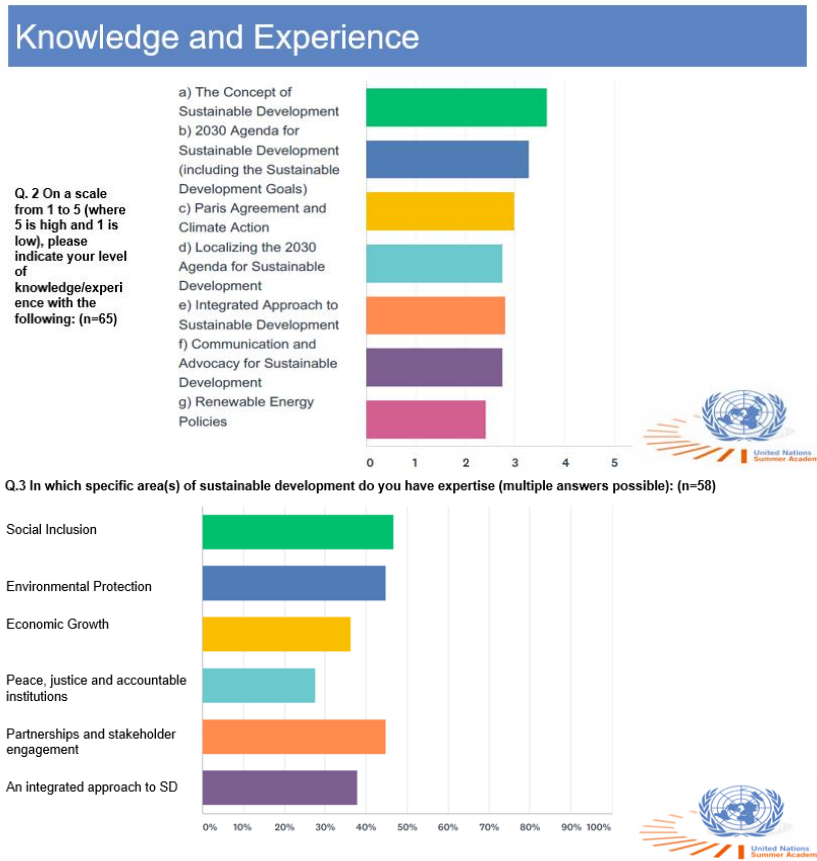 Knowledge and Experience
a) The Concept of
Sustainable Development
b) 2030 Agenda for
Sustainable Development
(including the Sustainable
Development Goals)
c) Paris Agreement and
Climate Action
d) Localizing the 2030
Agenda for Sustainable
Development
e) Integrated Approach to
Sustainable Development
f) Communication and
Advocacy for Sustainable
Development
g) Renewable Energy
Policies
Q. 2 On a scale
from 1 to 5 (where
5 is high and 1 is
low), please
indicate your level
of
knowledge/experi
ence with the
following: (n=65)
0 1 2 3 4 5
United Nations
Summer Academ
Q.3 In which specific area(s) of sustainable development do you have expertise (multiple answers possible): (n=58)
Social Inclusion
Environmental Protection
Economic Growth
Peace, justice and accountable
institutions
Partnerships and stakeholder
engagement
An integrated approach to SD
0% 10% 20% 30% 40% 50% 60% 70% 80% 90% 100%
United Nations
Summer Academ